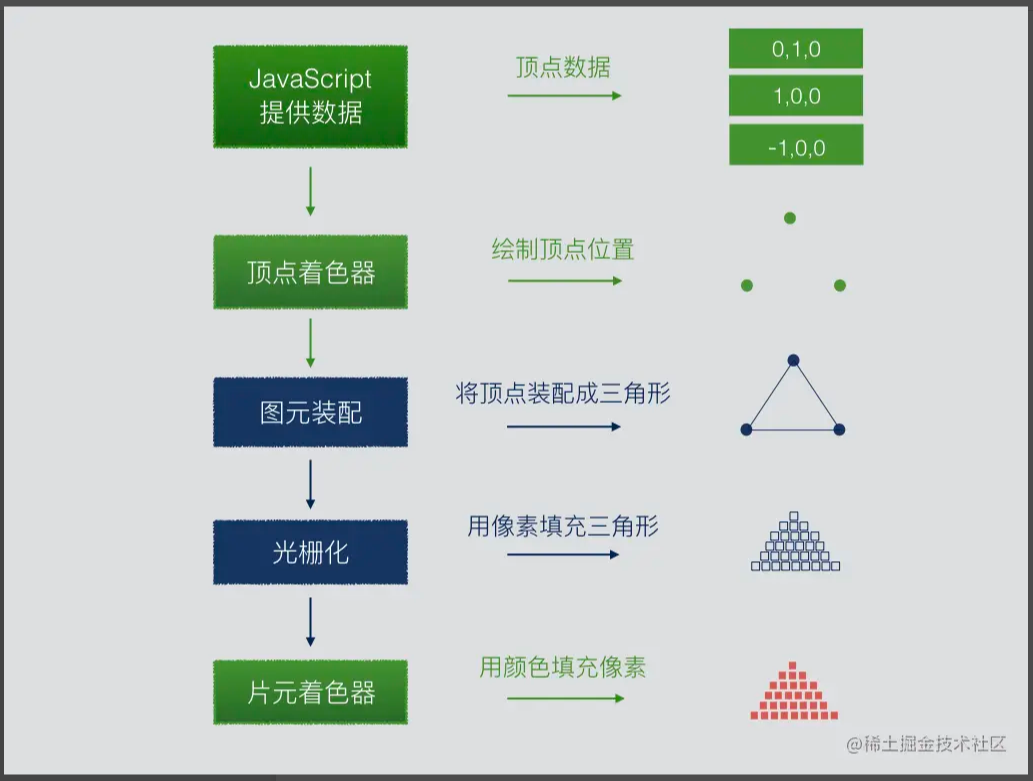 JavaScript
提供数据
顶点数据
0,1,0
1,0,0
-1,0,0
顶点着色器
绘制顶点位置
图元装配
将顶点装配成三角形
光栅化
用像素填充三角形
片元着色器
用颜色填充像素
@稀土掘金技术社区